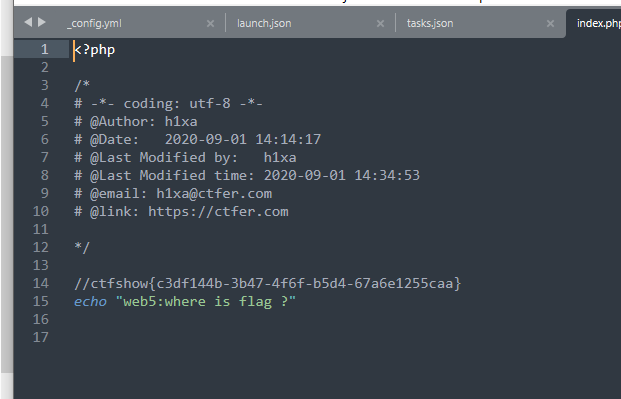 _config.yml × launch.json × tasks.json × index.php
1 <?php
2
3 /*
4 # -*- coding: utf-8 -*-
5 # @Author: h1xa
6 # @Date:   2020-09-01 14:14:17
7 # @Last Modified by:   h1xa
8 # @Last Modified time: 2020-09-01 14:34:53
9 # @email: h1xa@ctfer.com
10 # @link: https://ctfer.com
11
12 */
13
14 //ctfshow{c3df144b-3b47-4f6f-b5d4-67a6e1255caa}
15 echo "web5:where is flag ?"
16
17